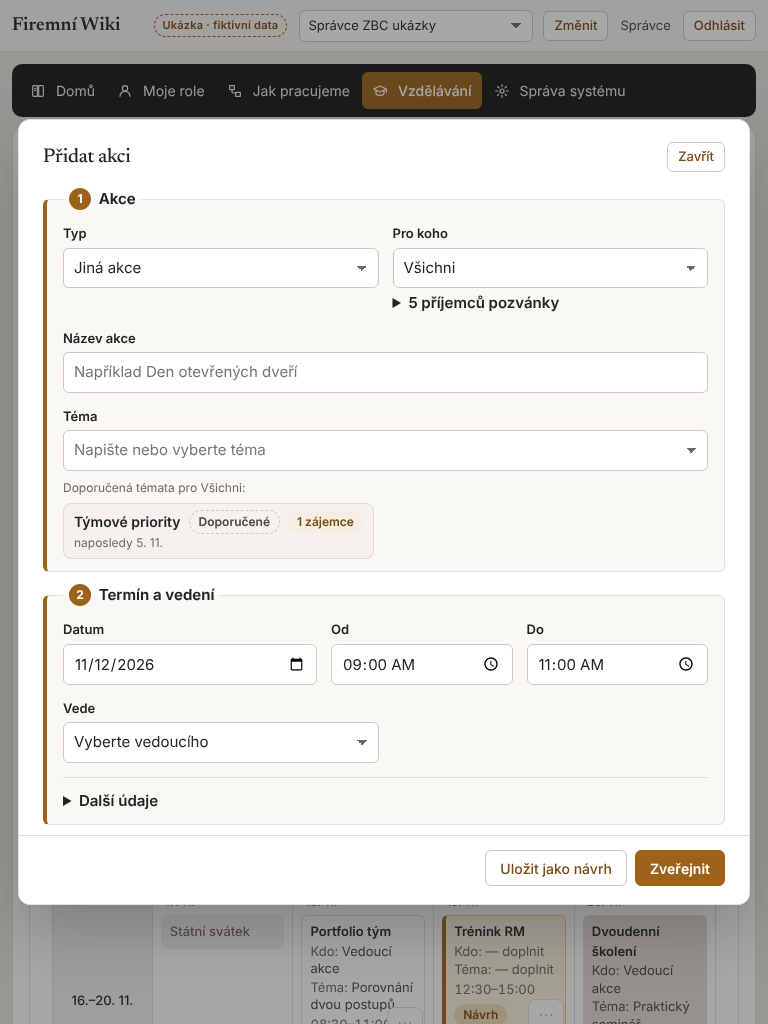 Firemní Wiki
Ukázka · fiktivní data
Správce ZBC ukázky
Změnit
Správce
Odhlásit
Domů
Moje role
Jak pracujeme
Vzdělávání
Správa systému
Přidat akci
Zavřít
1 Akce
Typ
Pro koho
Jiná akce
Všichni
5 příjemců pozvánky
Název akce
Například Den otevřených dveří
Téma
Napište nebo vyberte téma
Doporučená témata pro Všichni:
Týmové priority Doporučené 1 zájemce
naposledy 5. 11.
2 Termín a vedení
Datum
Od
Do
11/12/2026
09:00 AM
11:00 AM
Vede
Vyberte vedoucího
Další údaje
Uložit jako návrh
Zveřejnit
16.–20. 11.
Státní svátek
Portfolio tým
Kdo: Vedoucí
akce
Téma: Porovnání
dvou postupů
Trénink RM
Kdo: — doplnit
Téma: — doplnit
12:30–15:00
Návrh
...
Dvoudenní
školení
Kdo: Vedoucí
akce
Téma: Praktický